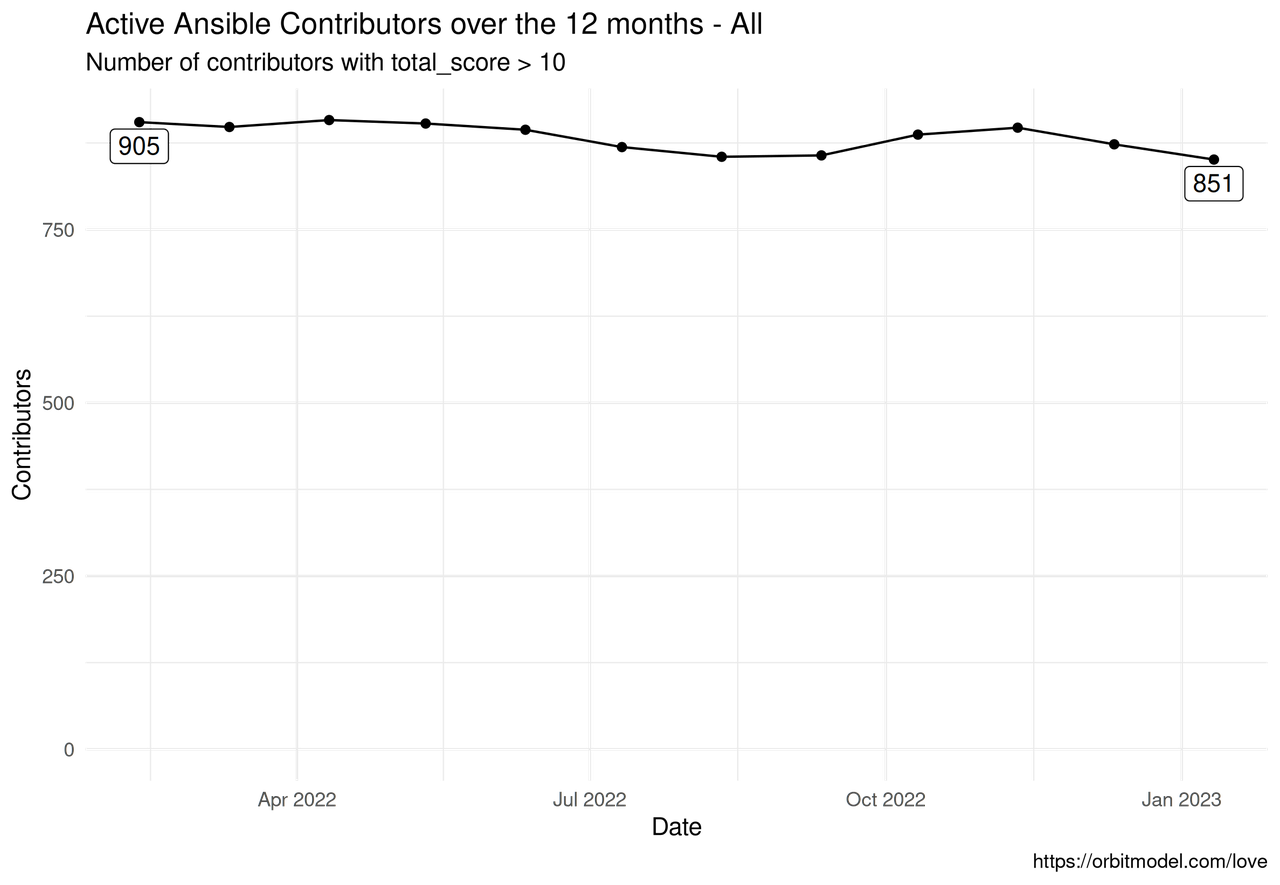 Active Ansible Contributors over the 12 months - All
Number of contributors with total_score > 10
905
851
750
500
250
0
Contributors
Apr 2022
Jul 2022
Oct 2022
Jan 2023
Date
https://orbitmodel.com/love